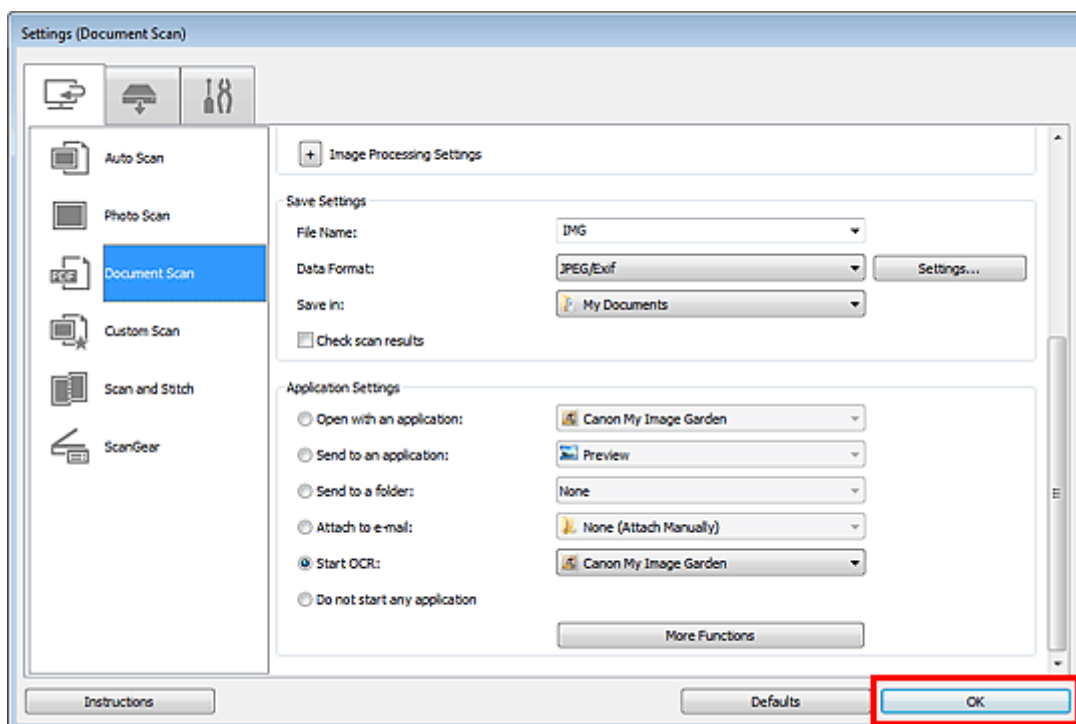 Settings (Document Scan)
Auto Scan
Photo Scan
PDF
Document Scan
Custom Scan
Scan and Stitch
ScanGear
+ Image Processing Settings
Save Settings
File Name: IMG
Data Format: JPEG/Exif Settings...
Save in: My Documents
Check scan results
Application Settings
Open with an application: Canon My Image Garden
Send to an application: Preview
Send to a folder: None
Attach to e-mail: None (Attach Manually)
Start OCR: Canon My Image Garden
Do not start any application
More Functions
Instructions Defaults OK